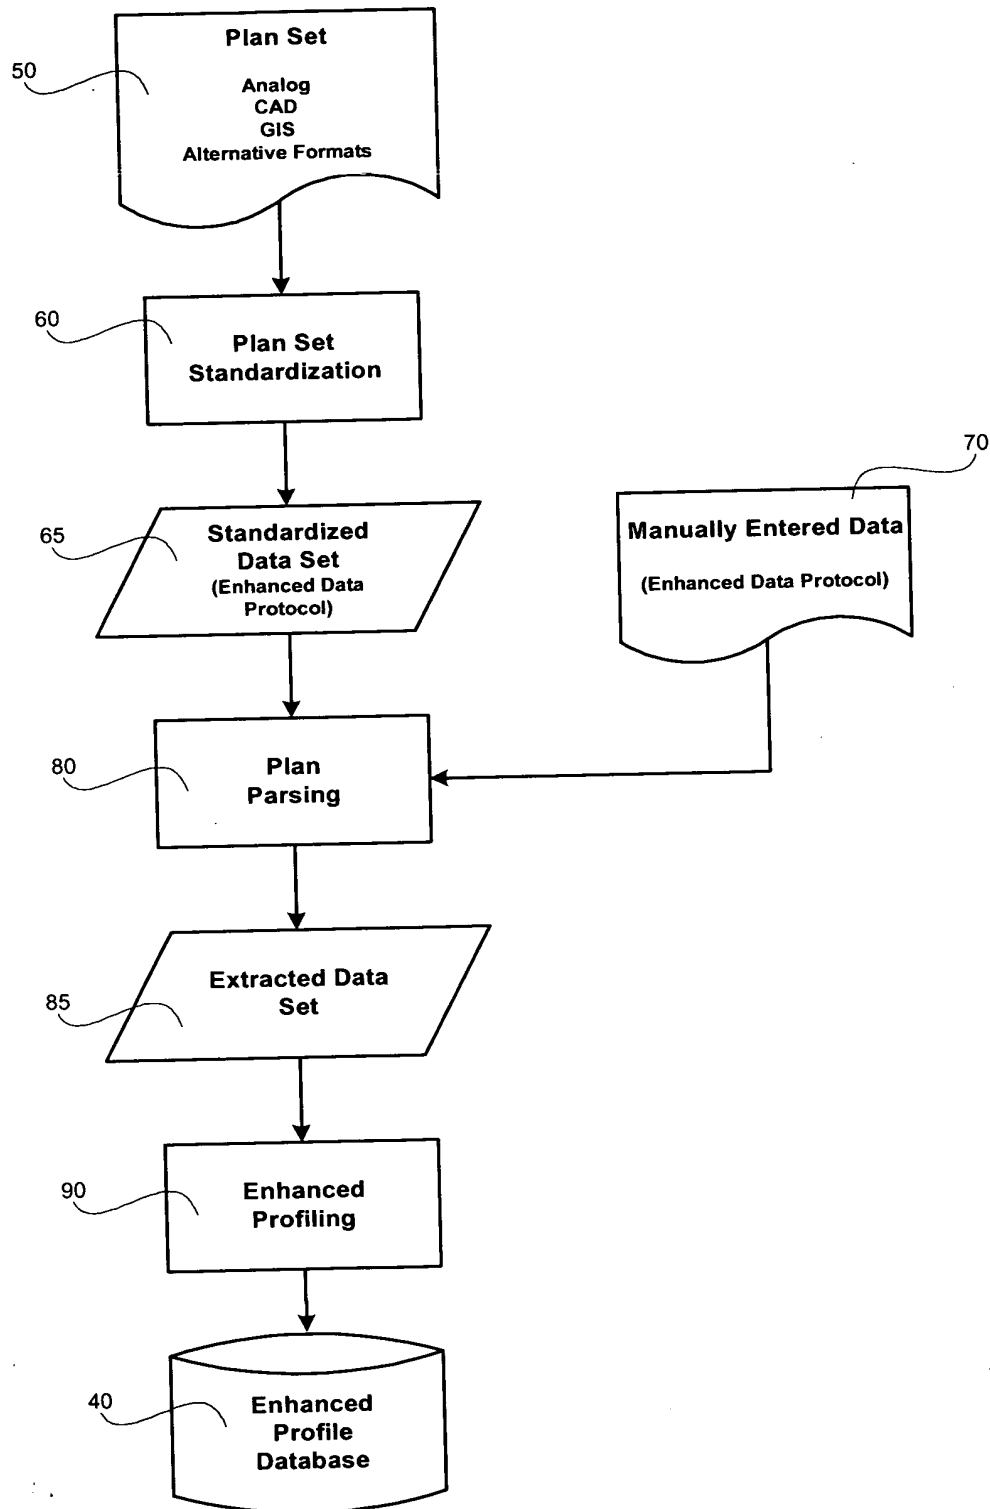 Plan Set
50
Analog
CAD
GIS
Alternative Formats
60
Plan Set
Standardization
70
65
Standardized
Data Set
(Enhanced Data
Protocol)
Manually Entered Data
(Enhanced Data Protocol)
80
Plan
Parsing
85
Extracted Data
Set
90
Enhanced
Profiling
40
Enhanced
Profile
Database